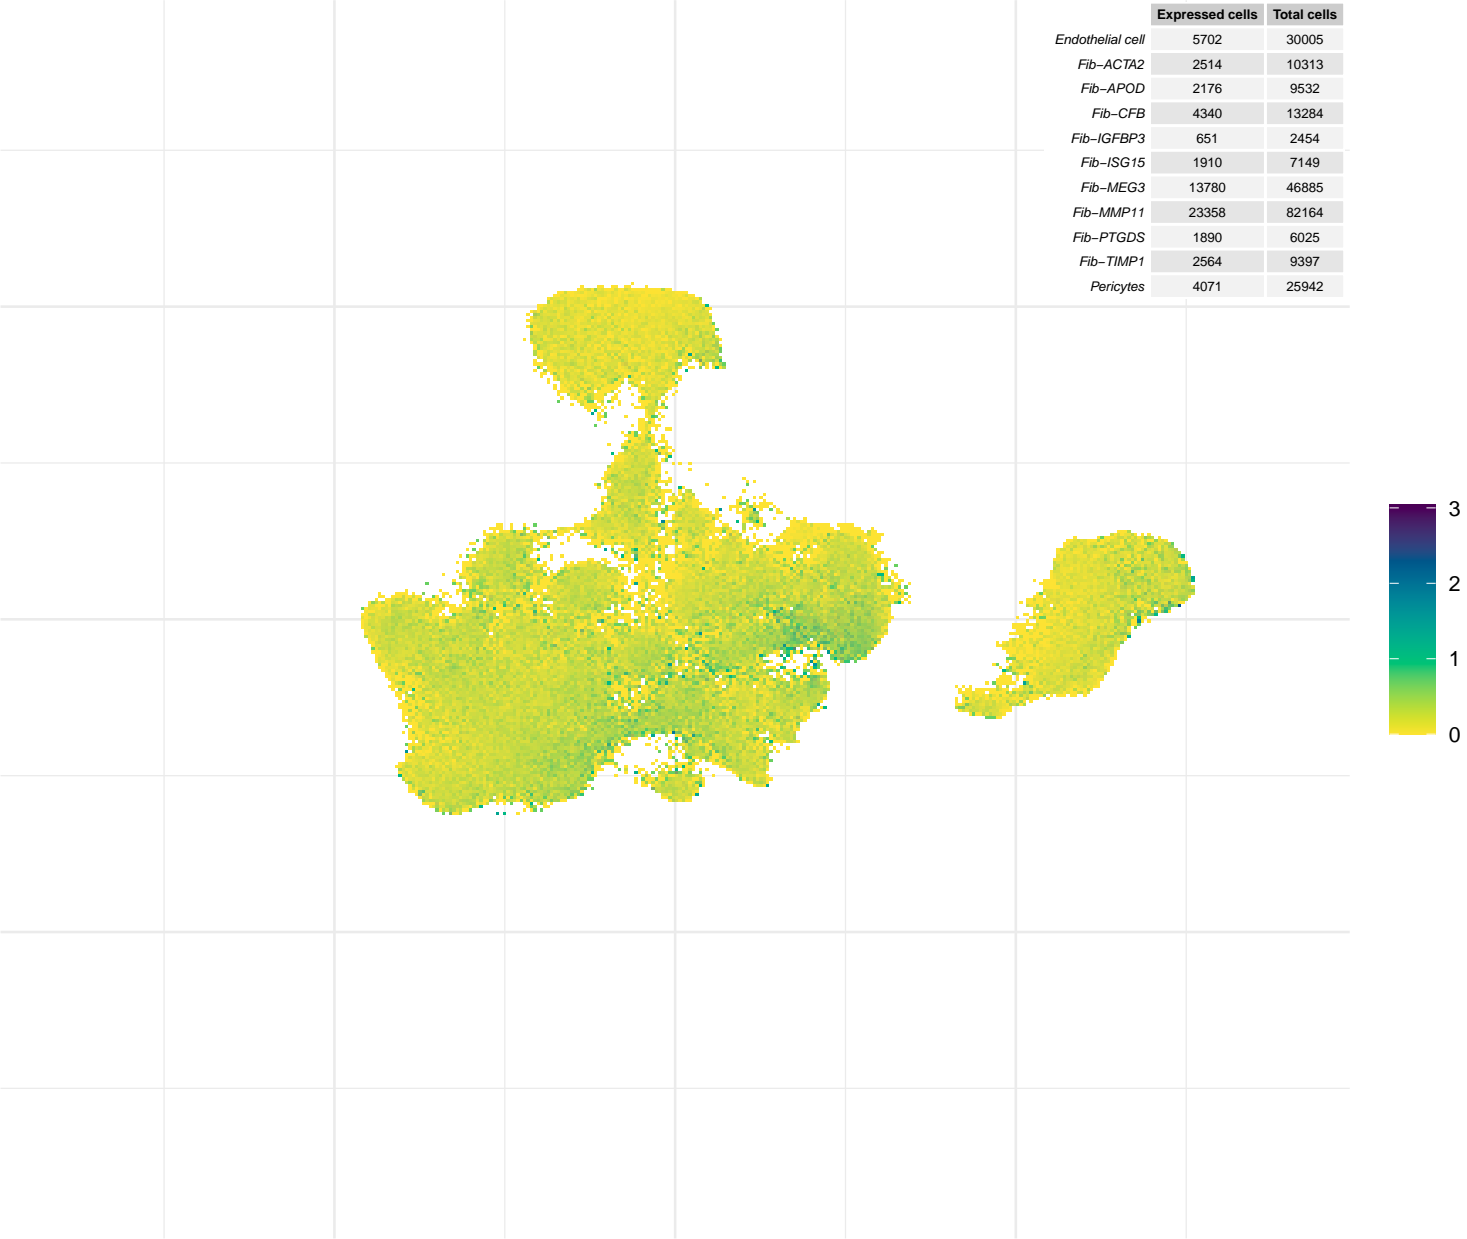 Expressed cells Total cells
Endothelial cell 5702 30005
Fib−ACTA2 2514 10313
Fib−APOD 2176 9532
Fib−CFB 4340 13284
Fib−IGFBP3 651 2454
Fib−ISG15 1910 7149
Fib−MEG3 13780 46885
Fib−MMP11 23358 82164
Fib−PTGDS 1890 6025
Fib−TIMP1 2564 9397
Pericytes 4071 25942
3
2
1
0